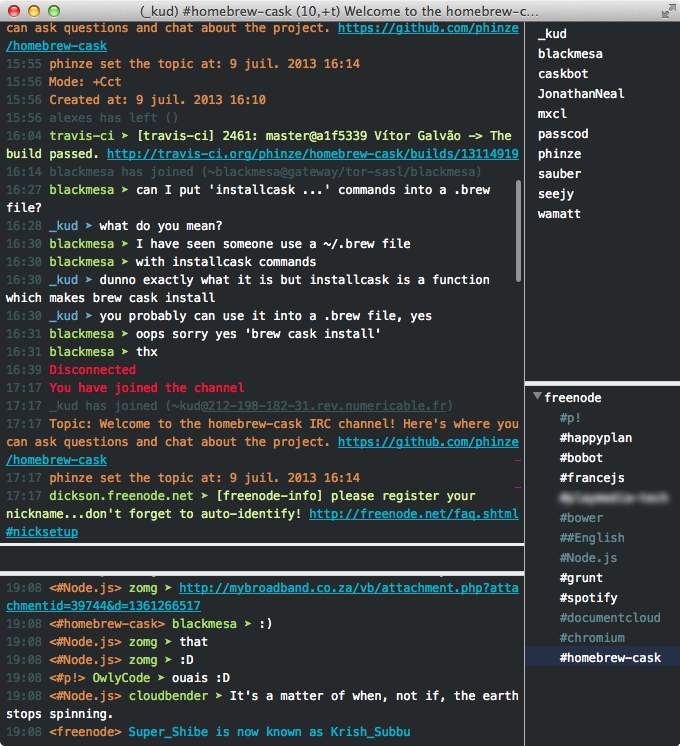 (_kud) #homebrew-cask (10,+t) Welcome to the homebrew-c...
can ask questions and chat about the project. https://github.com/phinze
/homebrew-cask
15:55 phinze set the topic at: 9 juil. 2013 16:14
15:56 Mode: +Cct
15:56 Created at: 9 juil. 2013 16:10
15:56 alexes has left ()
16:04 travis-ci ➤ [travis-ci] 2461: master@a1f5339 Vítor Galvão -> The
build passed. http://travis-ci.org/phinze/homebrew-cask/builds/13114919
16:14 blackmesa has joined (~blackmesa@gateway/tor-sasl/blackmesa)
16:27 blackmesa ➤ can I put 'installcask ...' commands into a .brew
file?
16:28 _kud ➤ what do you mean?
16:30 blackmesa ➤ I have seen someone use a ~/.brew file
16:30 blackmesa ➤ with installcask commands
16:30 _kud ➤ dunno exactly what it is but installcask is a function
which makes brew cask install
16:30 _kud ➤ you probably can use it into a .brew file, yes
16:31 blackmesa ➤ oops sorry yes 'brew cask install'
16:31 blackmesa ➤ thx
16:39 Disconnected
17:17 You have joined the channel
17:17 _kud has joined (~kud@212-198-182-31.rev.numericable.fr)
17:17 Topic: Welcome to the homebrew-cask IRC channel! Here's where you
can ask questions and chat about the project. https://github.com/phinze
/homebrew-cask
17:17 phinze set the topic at: 9 juil. 2013 16:14
17:17 dickson.freenode.net ➤ [freenode-info] please register your
nickname...don't forget to auto-identify! http://freenode.net/faq.shtml
#nicksetup
19:08 <#Node.js> zomg ➤ http://mybroadband.co.za/vb/attachment.php?atta
chmentid=39744&d=1361266517
19:08 <#homebrew-cask> blackmesa ➤ :)
19:08 <#Node.js> zomg ➤ that
19:08 <#Node.js> zomg ➤ :D
19:08 <#p!> OwlyCode ➤ ouais :D
19:08 <#Node.js> cloudbender ➤ It's a matter of when, not if, the earth
stops spinning.
19:08 <freenode> Super_Shibe is now known as Krish_Subbu
_kud
blackmesa
caskbot
JonathanNeal
mxcl
passcod
phinze
sauber
seejy
wamatt
freenode
#p!
#happyplan
#bobot
#francejs
#bower
##English
#Node.js
#grunt
#spotify
#documentcloud
#chromium
#homebrew-cask